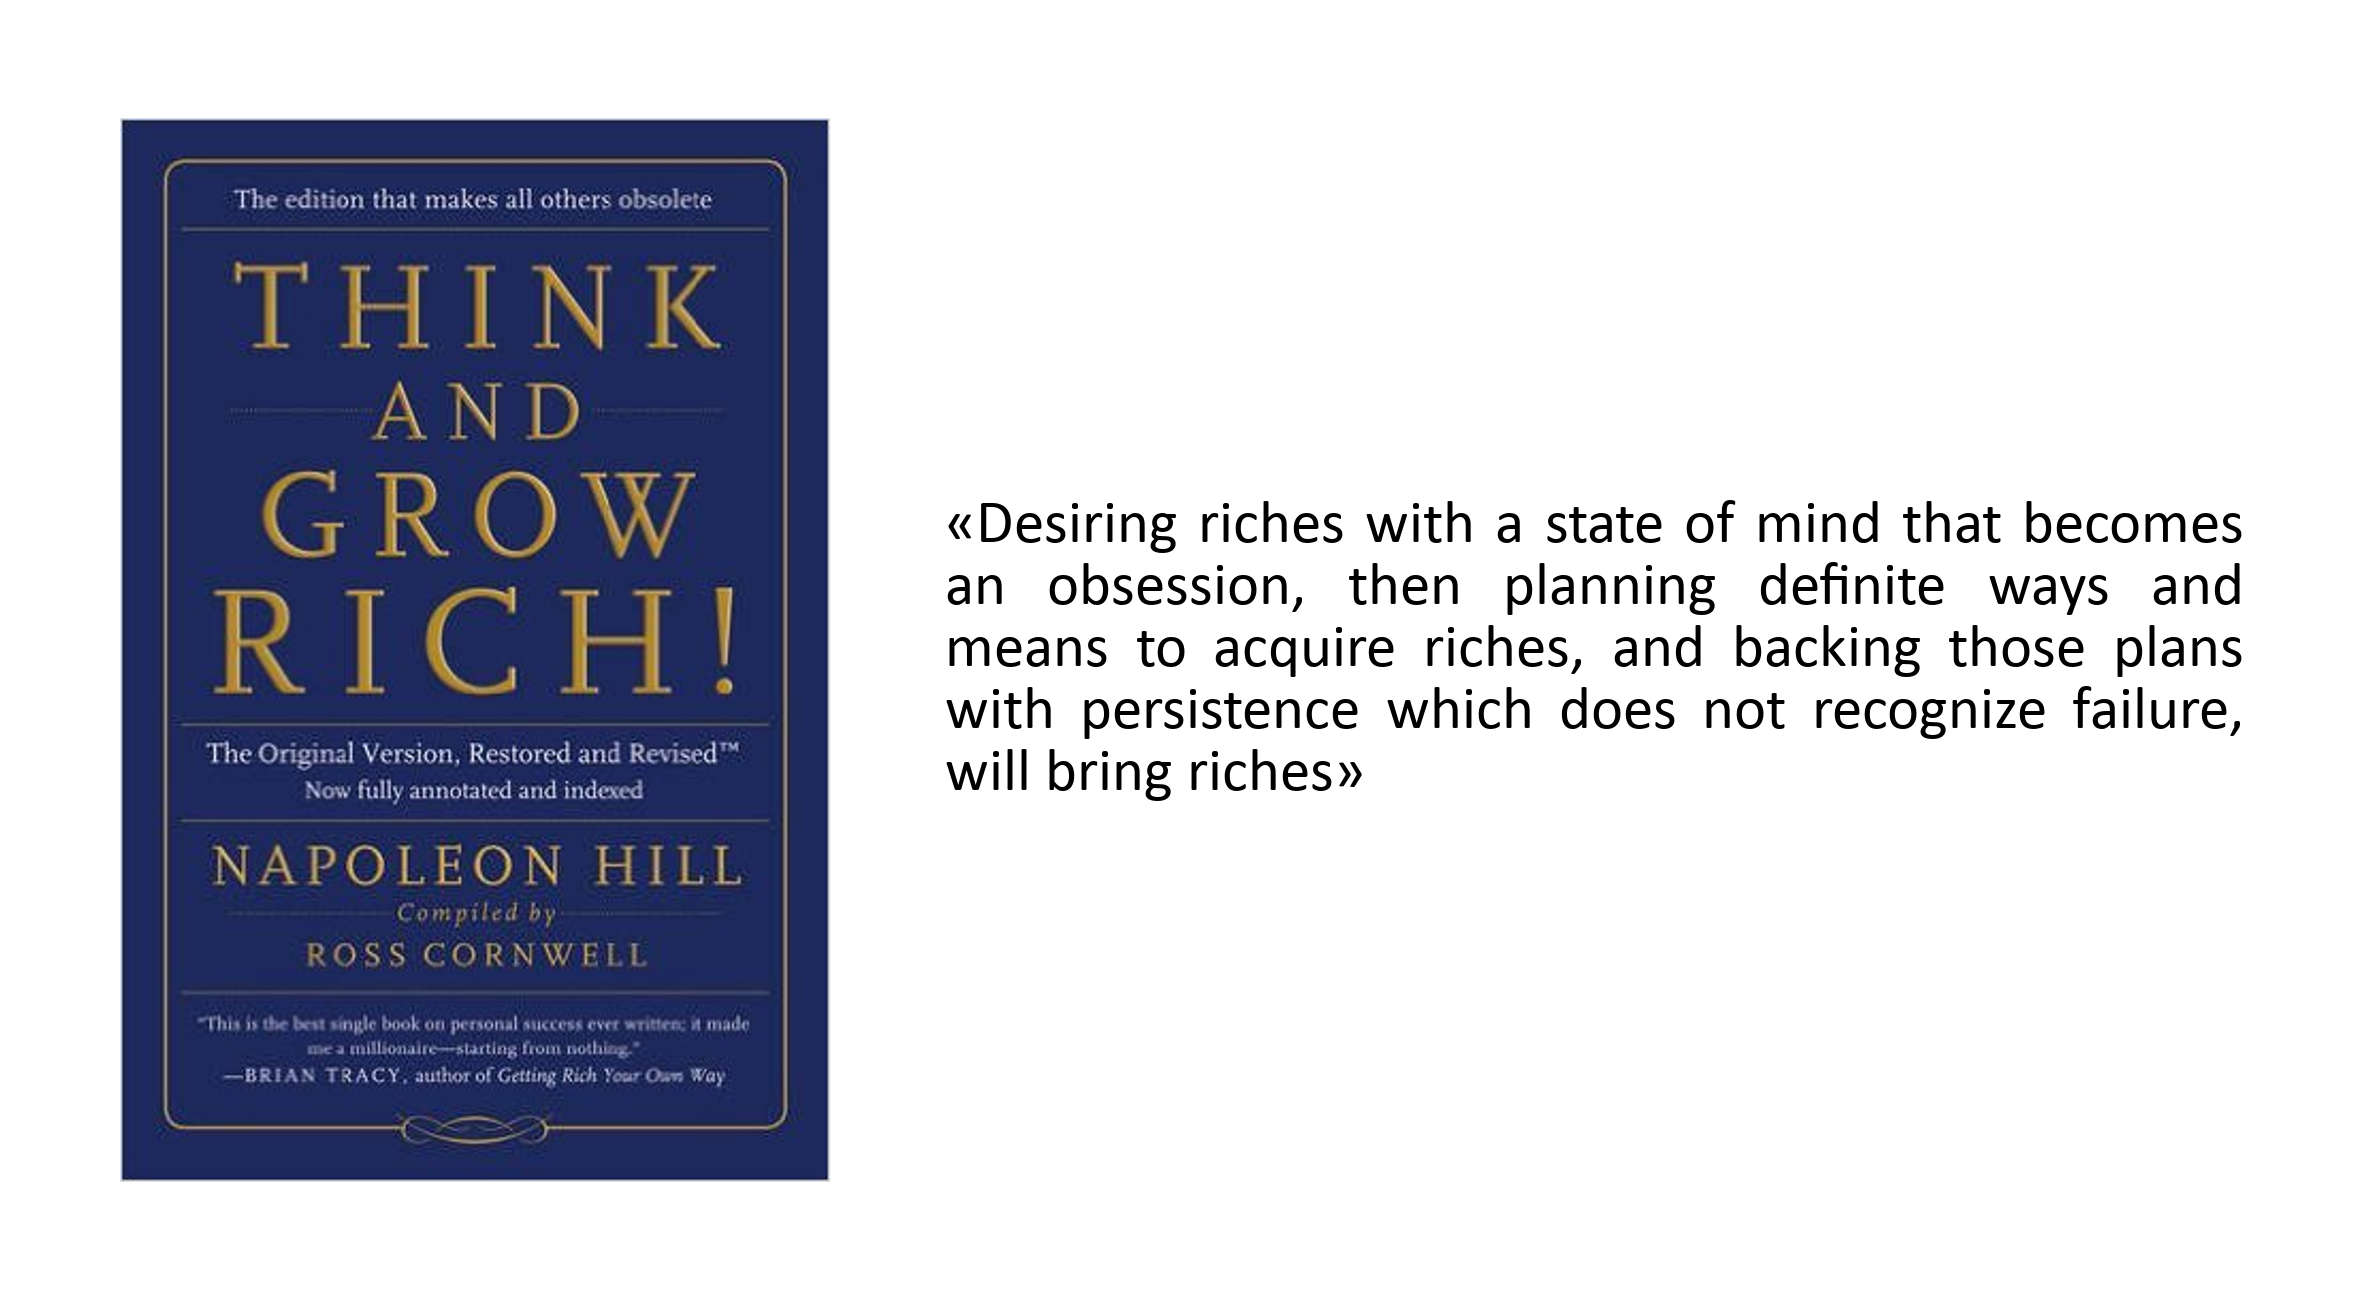 The edition that makes all others obsolete
THINK
AND
GROW
RICH!
The Original Version, Restored and Revised™
Now fully annotated and indexed
NAPOLEON HILL
Compiled by
ROSS CORNWELL
"This is the best single book on personal success ever written; it made
me a millionaire—starting from nothing."
—BRIAN TRACY, author of Getting Rich Your Own Way
«Desiring riches with a state of mind that becomes
an obsession, then planning definite ways and
means to acquire riches, and backing those plans
with persistence which does not recognize failure,
will bring riches»